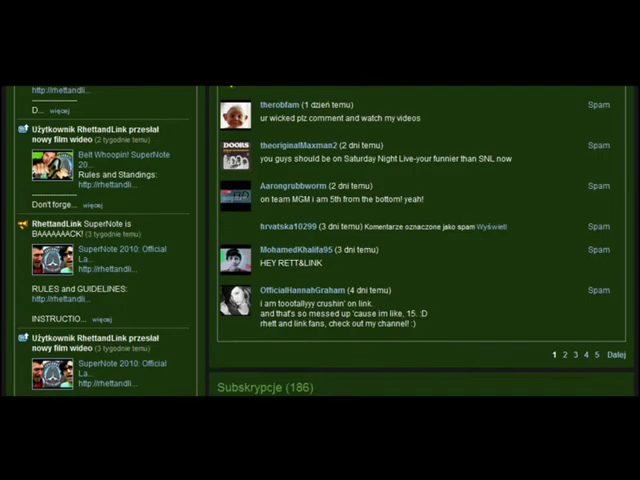 http://rhettandli...
D... więcej
Użytkownik RhettandLink przesłał
nowy film wideo (2 tygodnie temu)
Belt Whoopin! SuperNote
20...
Rules and Standings:
http://rhettandli...
Don't forge... więcej
RhettandLink SuperNote is
BAAAAAAACK! (3 tygodnie temu)
SuperNote 2010: Official
La...
RULES and GUIDELINES:
http://rhettandli...
INSTRUCTIO... więcej
Użytkownik RhettandLink przesłał
nowy film wideo (3 tygodnie temu)
SuperNote 2010: Official
La...
http://rhettandli...
therobfam (1 dzień temu) Spam
ur wicked plz comment and watch my videos
DOORS
theoriginalMaxman2 (2 dni temu) Spam
you guys should be on Saturday Night Live-your funnier than SNL now
Aarongrubbworm (2 dni temu) Spam
on team MGM i am 5th from the bottom! yeah!
hrvatska10299 (3 dni temu) Komentarze oznaczone jako spam Wyświetl Spam
MohamedKhalifa95 (3 dni temu) Spam
HEY RETT&LINK
OfficialHannahGraham (4 dni temu) Spam
i am toootallyyy crushin' on link.
and that's so messed up 'cause im like, 15. :D
rhett and link fans, check out my channel! :)
1 2 3 4 5 Dalej
Subskrypcje (186)